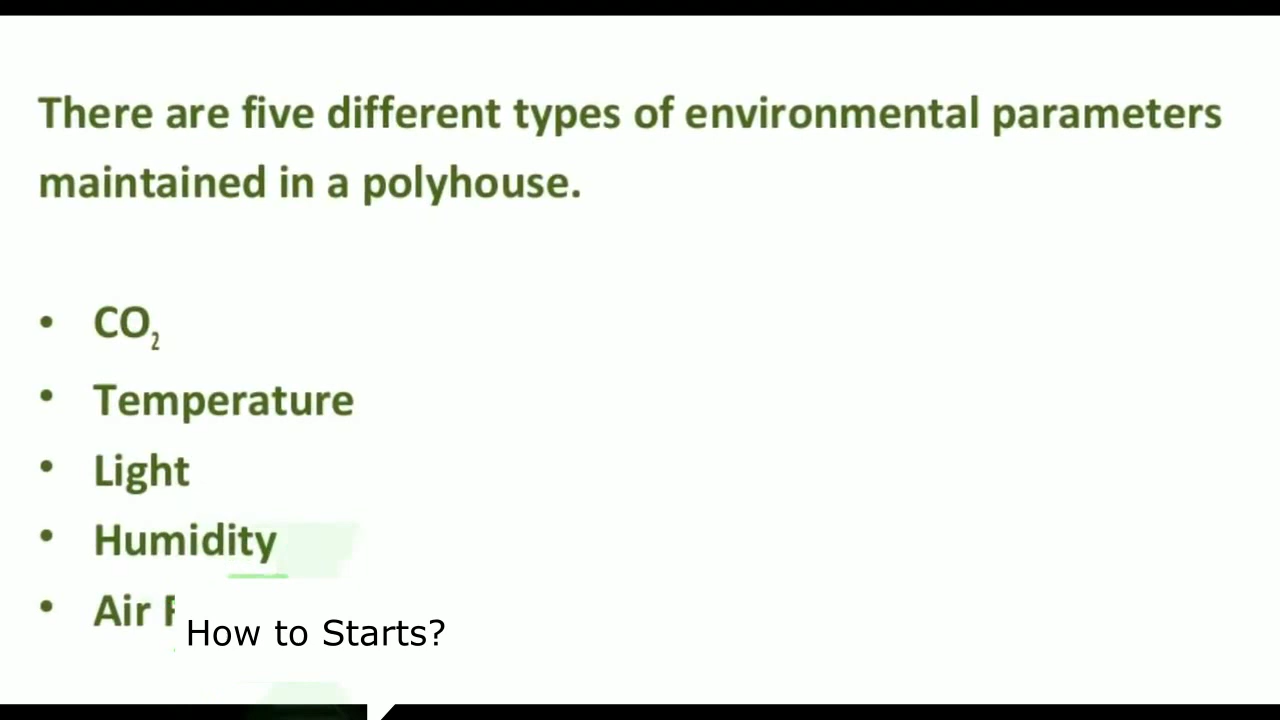 There are five different types of environmental parameters
maintained in a polyhouse.
• CO₂
• Temperature
• Light
• Humidity
• Air
How to Starts?